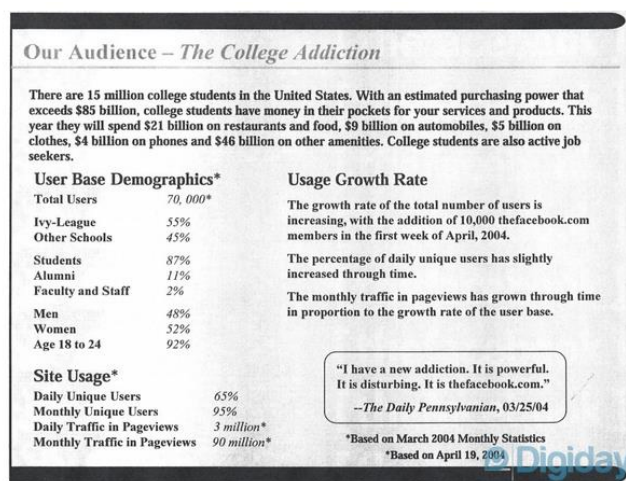 Our Audience – The College Addiction
There are 15 million college students in the United States. With an estimated purchasing power that
exceeds $85 billion, college students have money in their pockets for your services and products. This
year they will spend $21 billion on restaurants and food, $9 billion on automobiles, $5 billion on
clothes, $4 billion on phones and $46 billion on other amenities. College students are also active job
seekers.
User Base Demographics*
Total Users 70, 000*
Ivy-League 55%
Other Schools 45%
Students 87%
Alumni 11%
Faculty and Staff 2%
Men 48%
Women 52%
Age 18 to 24 92%
Site Usage*
Daily Unique Users 65%
Monthly Unique Users 95%
Daily Traffic in Pageviews 3 million*
Monthly Traffic in Pageviews 90 million*
Usage Growth Rate
The growth rate of the total number of users is
increasing, with the addition of 10,000 thefacebook.com
members in the first week of April, 2004.
The percentage of daily unique users has slightly
increased through time.
The monthly traffic in pageviews has grown through time
in proportion to the growth rate of the user base.
“I have a new addiction. It is powerful.
It is disturbing. It is thefacebook.com.”
--The Daily Pennsylvanian, 03/25/04
*Based on March 2004 Monthly Statistics
*Based on April 19, 2004
Digiday